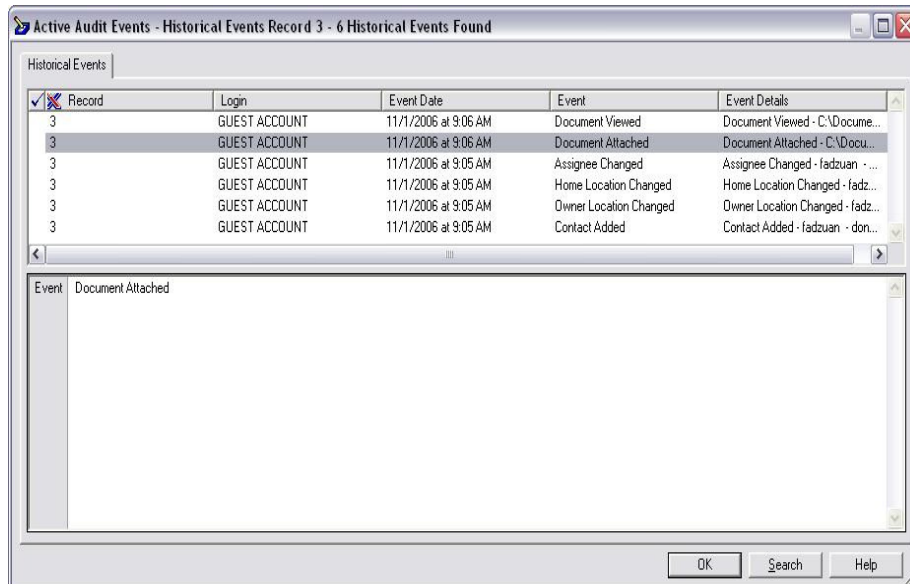 Active Audit Events - Historical Events Record 3 - 6 Historical Events Found
Historical Events
Record Login Event Date Event Event Details
3 GUEST ACCOUNT 11/1/2006 at 9:06 AM Document Viewed Document Viewed - C:\Docume...
3 GUEST ACCOUNT 11/1/2006 at 9:06 AM Document Attached Document Attached - C:\Docu...
3 GUEST ACCOUNT 11/1/2006 at 9:05 AM Assignee Changed Assignee Changed - fadzuan - ...
3 GUEST ACCOUNT 11/1/2006 at 9:05 AM Home Location Changed Home Location Changed - fadz...
3 GUEST ACCOUNT 11/1/2006 at 9:05 AM Owner Location Changed Owner Location Changed - fadz...
3 GUEST ACCOUNT 11/1/2006 at 9:05 AM Contact Added Contact Added - fadzuan - don...
Event Document Attached
OK Search Help